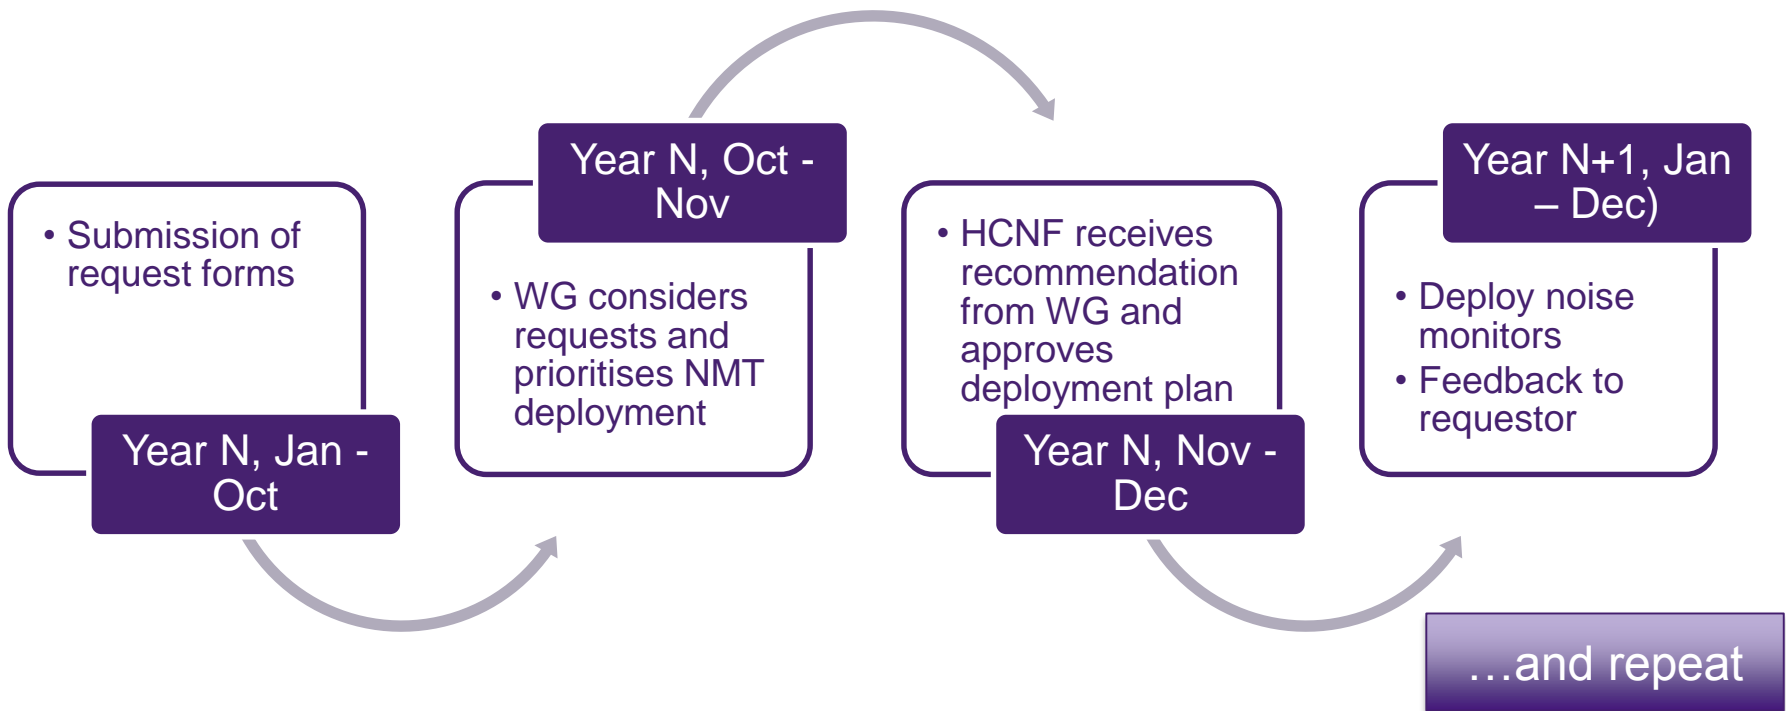 • Submission of
request forms
Year N, Jan -
Oct
Year N, Oct -
Nov
• WG considers
requests and
prioritises NMT
deployment
• HCNF receives
recommendation
from WG and
approves
deployment plan
Year N, Nov -
Dec
Year N+1, Jan
– Dec)
• Deploy noise
monitors
• Feedback to
requestor
…and repeat